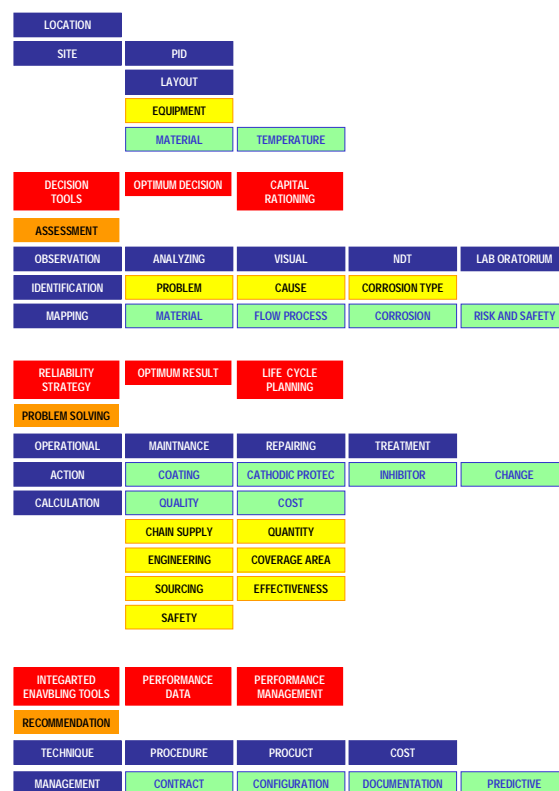 LOCATION
SITE PID
LAYOUT
EQUIPMENT
MATERIAL TEMPERATURE
DECISION TOOLS OPTIMUM DECISION CAPITAL RATIONING
ASSESSMENT
OBSERVATION ANALYZING VISUAL NDT LAB ORATORIUM
IDENTIFICATION PROBLEM CAUSE CORROSION TYPE
MAPPING MATERIAL FLOW PROCESS CORROSION RISK AND SAFETY
RELIABILITY STRATEGY OPTIMUM RESULT LIFE CYCLE PLANNING
PROBLEM SOLVING
OPERATIONAL MAINTNANCE REPAIRING TREATMENT
ACTION COATING CATHODIC PROTEC INHIBITOR CHANGE
CALCULATION QUALITY COST
CHAIN SUPPLY QUANTITY
ENGINEERING COVERAGE AREA
SOURCING EFFECTIVENESS
SAFETY
INTEGARTED ENAVBLING TOOLS PERFORMANCE DATA PERFORMANCE MANAGEMENT
RECOMMENDATION
TECHNIQUE PROCEDURE PROCUCT COST
MANAGEMENT CONTRACT CONFIGURATION DOCUMENTATION PREDICTIVE